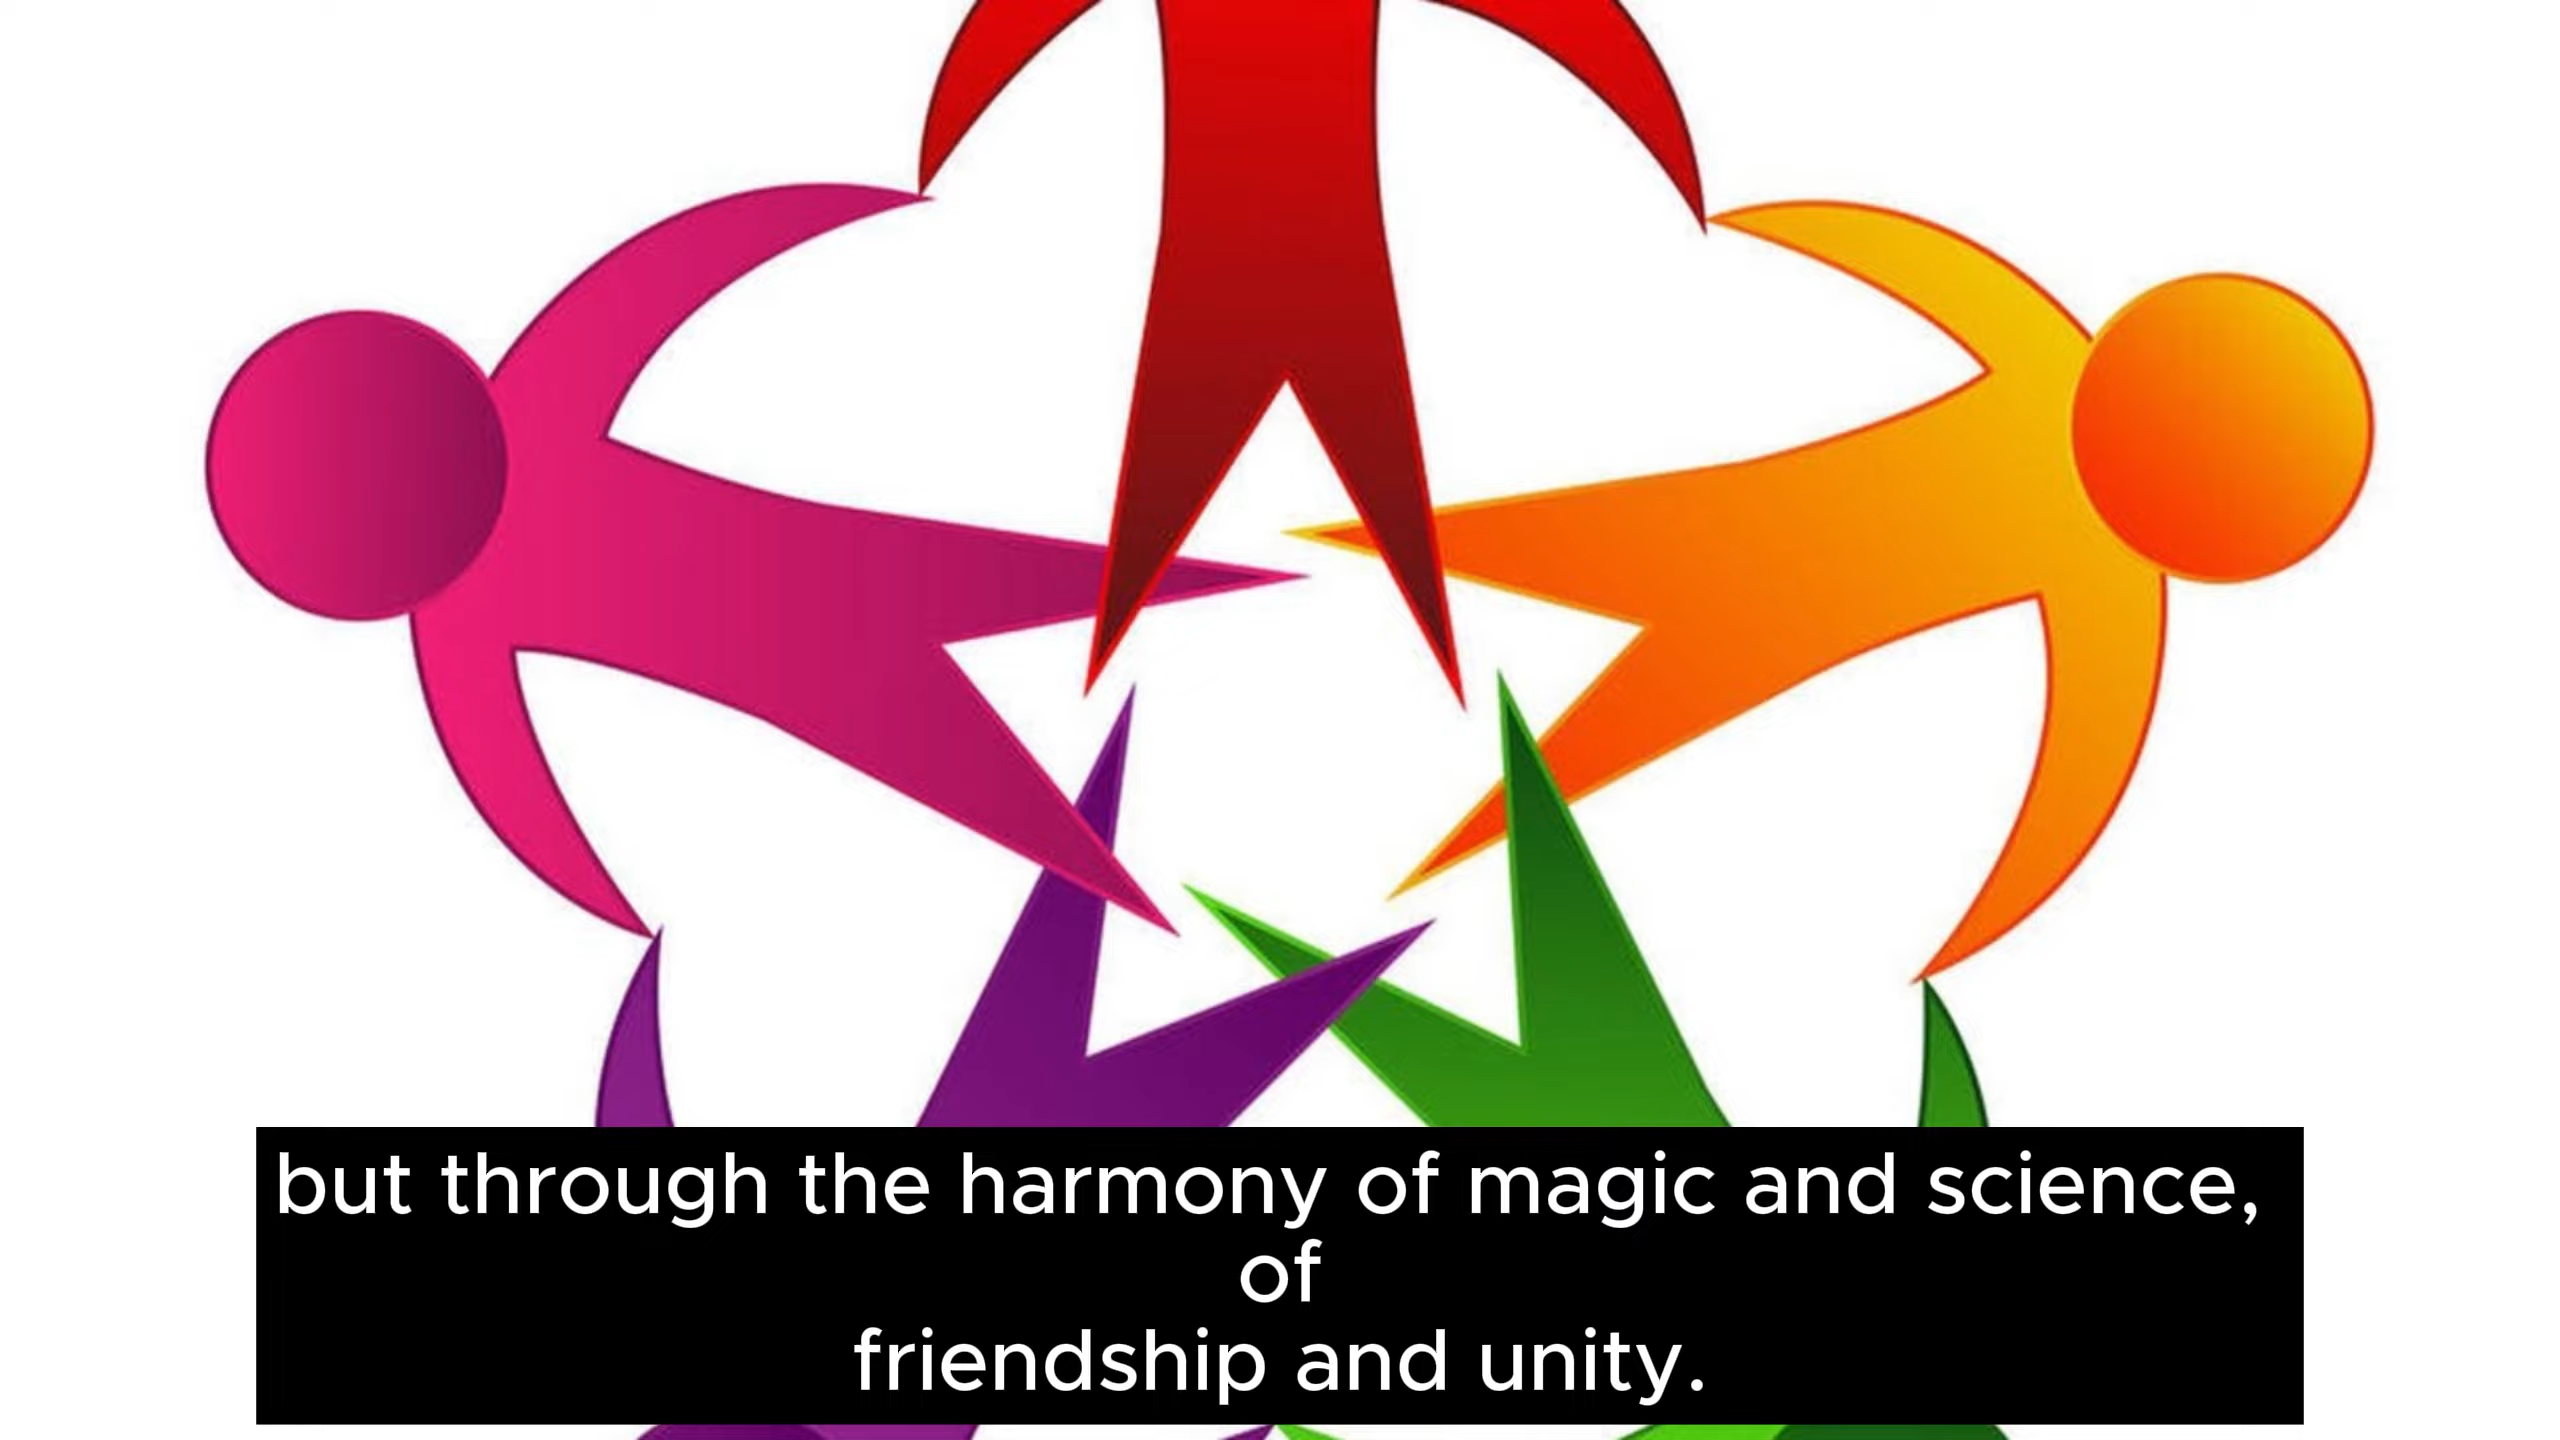 but through the harmony of magic and science,
of
friendship and unity.